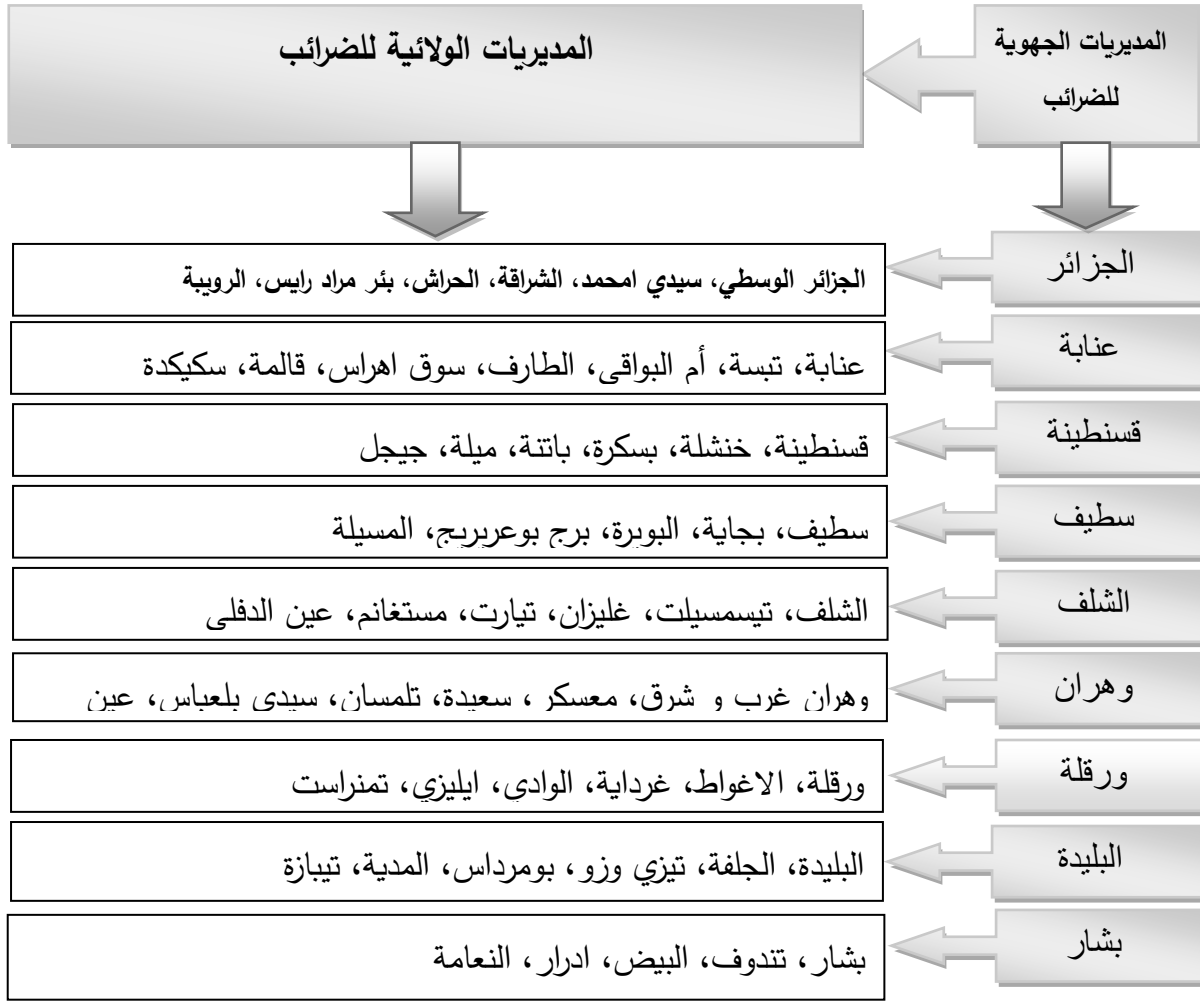 المديريات الجهوية
للضرائب
المديريات الولائية للضرائب
الجزائر
الجزائر الوسطي، سيدي امحمد، الشراقة، الحراش، بئر مراد رايس، الرويبة
عنابة
عنابة، تبسة، أم البواقي، الطارف، سوق اهراس، قالمة، سكيكدة
قسنطينة
قسنطينة، خنشلة، بسكرة، باتنة، ميلة، جيجل
سطيف
سطيف، بجاية، البويرة، برج بوعريريج، المسيلة
الشلف
الشلف، تيسمسيلت، غليزان، تيارت، مستغانم، عين الدفلى
وهران
وهران غرب و شرق، معسكر، سعيدة، تلمسان، سيدي بلعباس، عين
ورقلة
ورقلة، الاغواط، غرداية، الوادي، ايليزي، تمنراست
البليدة
البليدة، الجلفة، تيزي وزو، بومرداس، المدية، تيبازة
بشار
بشار، تندوف، البيض، ادرار، النعامة